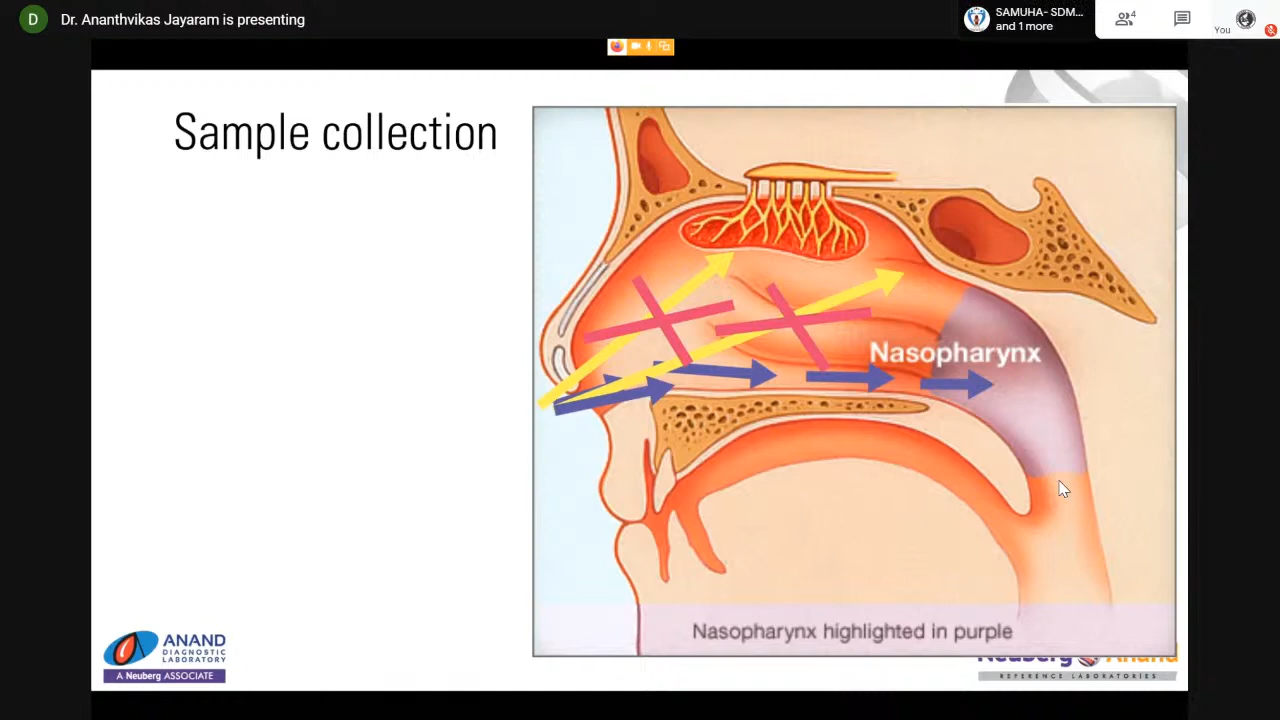 D
Dr. Ananthvikas Jayaram is presenting
SAMUHA- SDM...
and 1 more
4
You
Sample collection
Nasopharynx
Nasopharynx highlighted in purple
ANAND
DIAGNOSTIC
LABORATORY
A Neuberg ASSOCIATE
Neuberg Anand
REFERENCE LABORATORIES